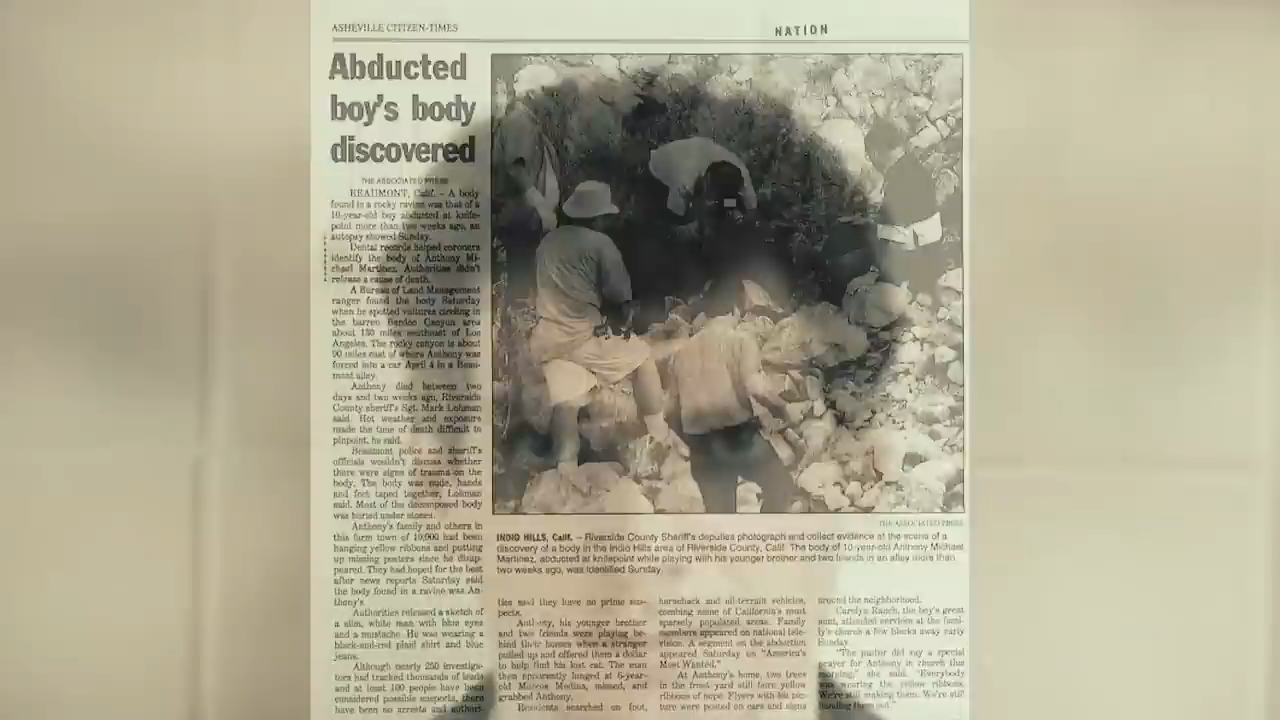 ASHEVILLE CITIZEN-TIMES
NATION
Abducted
boy's body
discovered
THE ASSOCIATED PRESS
BEAUMONT, Calif. – A body
found in a rocky ravine was that of a
10-year-old boy abducted at knife-
point more than two weeks ago, an
autopsy showed Sunday.
Dental records helped coroners
identify the body of Anthony Mi-
chael Martinez. Authorities didn't
release a cause of death.
A Bureau of Land Management
ranger found the body Saturday
when he spotted vultures circling in
the barren Berdoo Canyon area
about 130 miles southeast of Los
Angeles. The rocky canyon is about
90 miles east of where Anthony was
forced into a car April 4 in a Beau-
mont alley.
Anthony died between two
days and two weeks ago, Riverside
County sheriff's Sgt. Mark Lohman
said. Hot weather and exposure
made the time of death difficult to
pinpoint, he said.
Beaumont police and sheriff's
officials wouldn't discuss whether
there were signs of trauma on the
body. The body was nude, hands
and feet taped together, Lohman
said. Most of the decomposed body
was buried under stones.
Anthony's family and others in
this farm town of 10,000 had been
hanging yellow ribbons and putting
up missing posters since he disap-
peared. They had hoped for the best
after news reports Saturday said
the body found in a ravine was An-
thony's.
Authorities released a sketch of
a slim, white man with blue eyes
and a mustache. He was wearing a
black-and-red plaid shirt and blue
jeans.
Although nearly 250 investiga-
tors had tracked thousands of leads
and at least 100 people have been
considered possible suspects, there
have been no arrests and authori-
THE ASSOCIATED PRESS
INDIO HILLS, Calif. – Riverside County Sheriff's deputies photograph and collect evidence at the scene of a
discovery of a body in the Indio Hills area of Riverside County, Calif. The body of 10-year-old Anthony Michael
Martinez, abducted at knifepoint while playing with his younger brother and two friends in an alley more than
two weeks ago, was identified Sunday.
ties said they have no prime sus-
pects.
Anthony, his younger brother
and two friends were playing be-
hind their houses when a stranger
pulled up and offered them a dollar
to help find his lost cat. The man
then apparently lunged at 6-year-
old Marcos Medina, missed, and
grabbed Anthony.
Residents searched on foot,
horseback and all-terrain vehicles,
combing some of California's most
sparsely populated areas. Family
members appeared on national tele-
vision. A segment on the abduction
appeared Saturday on "America's
Most Wanted."
At Anthony's home, two trees
in the front yard still bore yellow
ribbons of hope. Flyers with his pic-
ture were posted on cars and signs
around the neighborhood.
Carolyn Ranch, the boy's great
aunt, attended services at the fami-
ly's church a few blocks away early
Sunday.
"The pastor did say a special
prayer for Anthony in church this
morning," she said. "Everybody
was wearing the yellow ribbons.
We're still making them. We're still
handing them out."